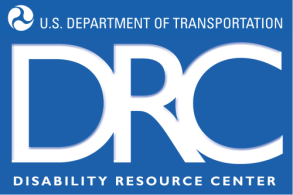 U.S. DEPARTMENT OF TRANSPORTATION
DRC
DISABILITY RESOURCE CENTER